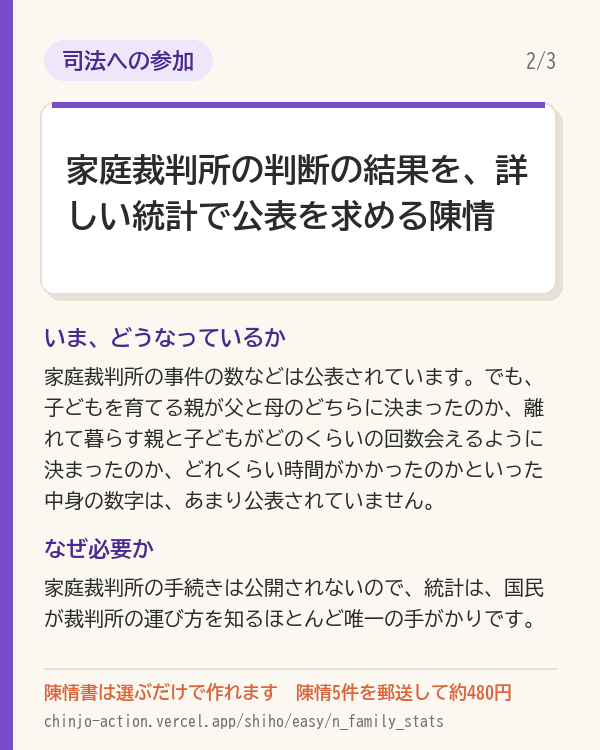 司法への参加
2/3
家庭裁判所の判断の結果を、詳
しい統計で公表を求める陳情
いま、どうなっているか
家庭裁判所の事件の数などは公表されています。でも、
子どもを育てる親が父と母のどちらに決まったのか、離
れて暮らす親と子どもがどのくらいの回数会えるように
決まったのか、どれくらい時間がかかったのかといった
中身の数字は、あまり公表されていません。
なぜ必要か
家庭裁判所の手続きは公開されないので、統計は、国民
が裁判所の運び方を知るほとんど唯一の手がかりです。
陳情書は選ぶだけで作れます　陳情5件を郵送して約480円
chinjo-action.vercel.app/shiho/easy/n_family_stats